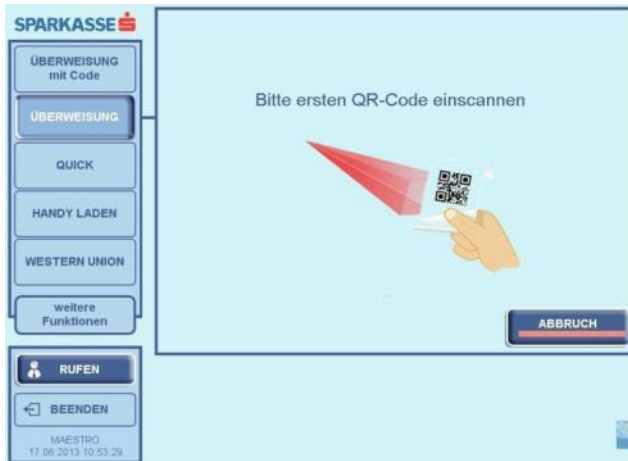 SPARKASSE
ÜBERWEISUNG
mit Code
ÜBERWEISUNG
QUICK
HANDY LADEN
WESTERN UNION
weitere
Funktionen
RUFEN
BEENDEN
MAESTRO
17.06.2013 10:53:29
Bitte ersten QR-Code einscannen
ABBRUCH